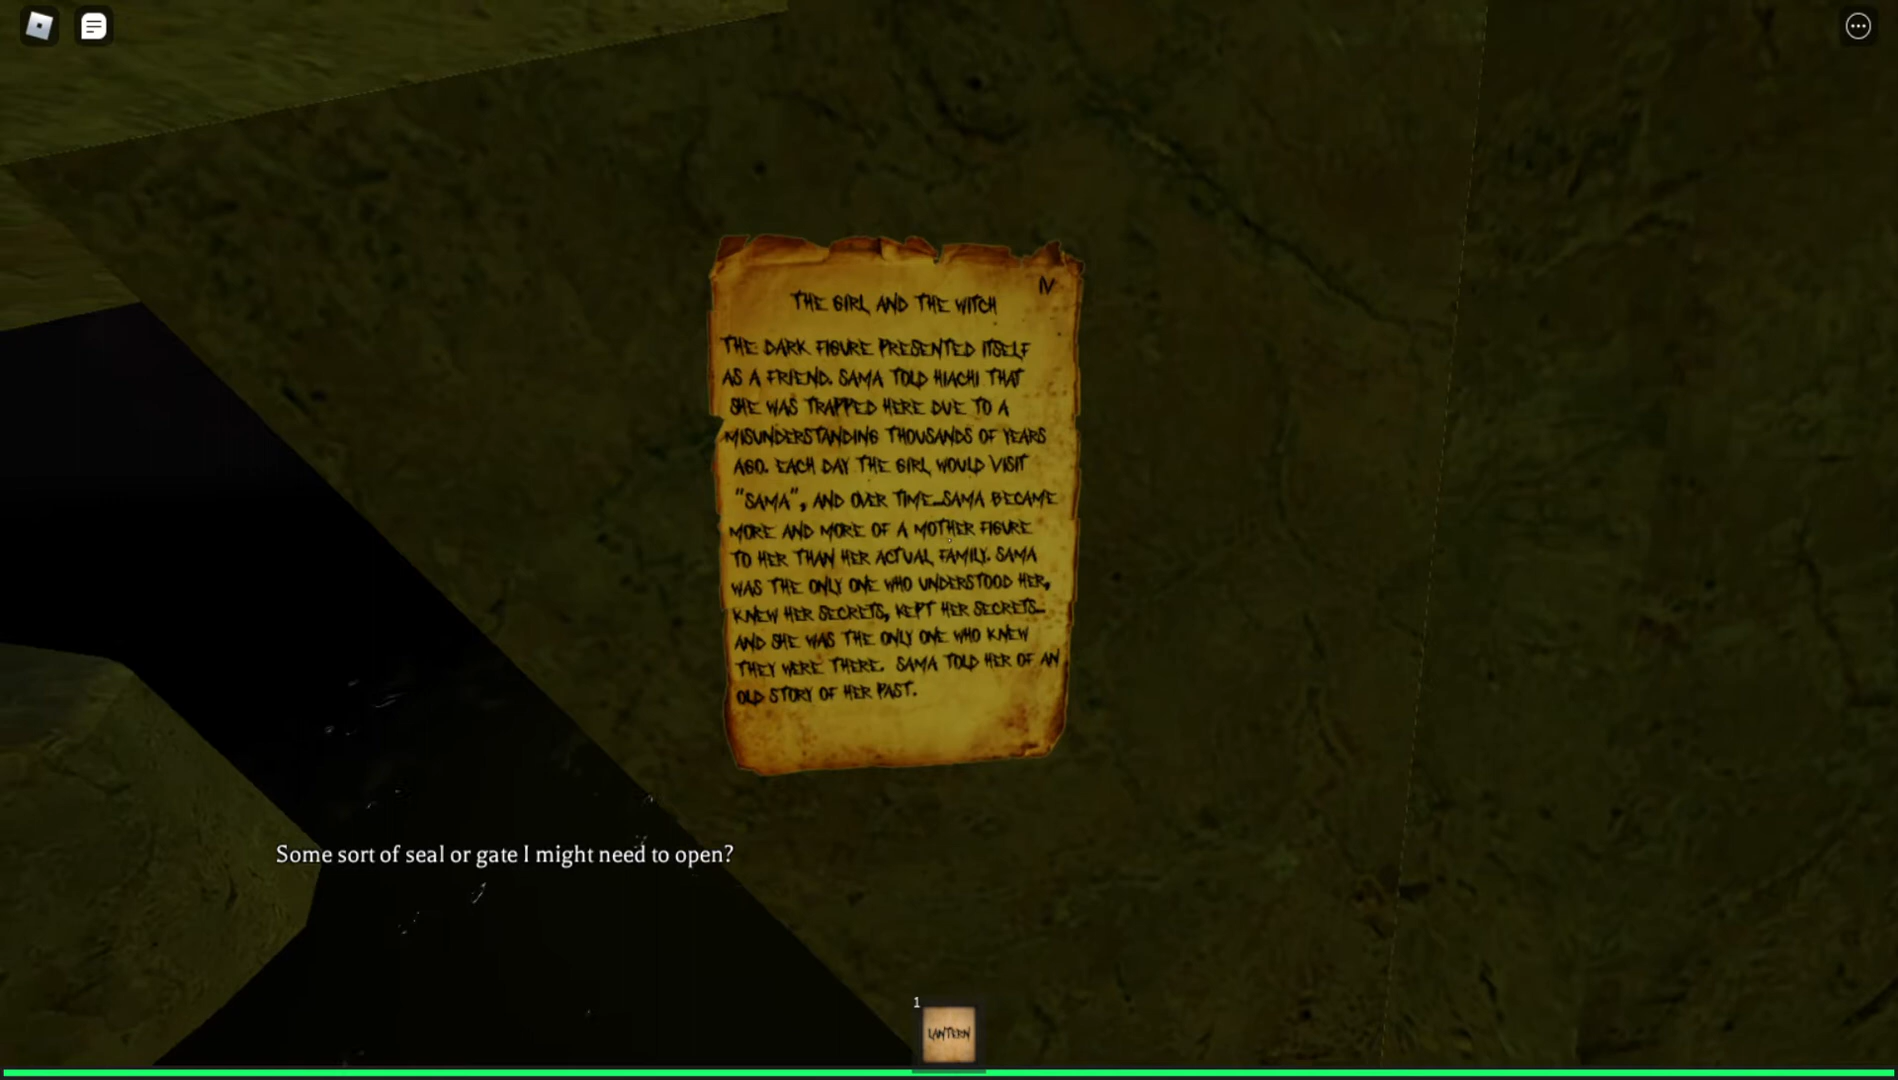 IV
THE GIRL AND THE WITCH
THE DARK FIGURE PRESENTED ITSELF
AS A FRIEND. SAMA TOLD HIACHI THAT
SHE WAS TRAPPED HERE DUE TO A
MISUNDERSTANDING THOUSANDS OF YEARS
AGO. EACH DAY THE GIRL WOULD VISIT
"SAMA", AND OVER TIME...SAMA BECAME
MORE AND MORE OF A MOTHER FIGURE
TO HER THAN HER ACTUAL FAMILY. SAMA
WAS THE ONLY ONE WHO UNDERSTOOD HER,
KNEW HER SECRETS, KEPT HER SECRETS...
AND SHE WAS THE ONLY ONE WHO KNEW
THEY WERE THERE. SAMA TOLD HER OF AN
OLD STORY OF HER PAST.
Some sort of seal or gate I might need to open?
1
LANTERN